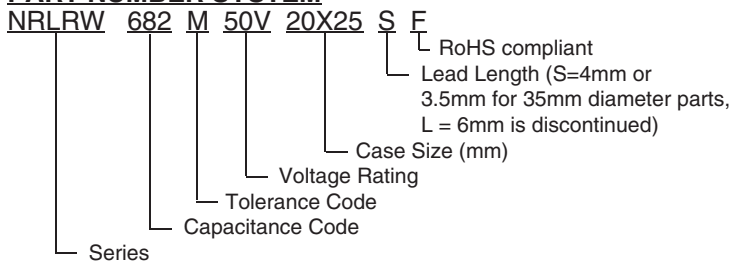 PART NUMBER SYSTEM
NRLRW 682 M 50V 20X25 S F
RoHS compliant
Lead Length (S=4mm or
3.5mm for 35mm diameter parts,
L = 6mm is discontinued)
Case Size (mm)
Voltage Rating
Tolerance Code
Capacitance Code
Series